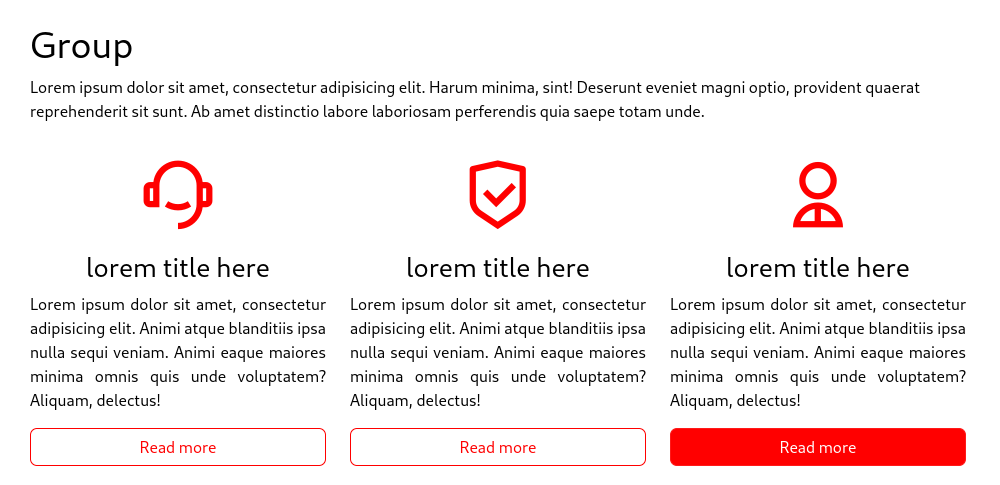 Group
Lorem ipsum dolor sit amet, consectetur adipisicing elit. Harum minima, sint! Deserunt eveniet magni optio, provident quaerat
reprehenderit sit sunt. Ab amet distinctio labore laboriosam perferendis quia saepe totam unde.
lorem title here
Lorem ipsum dolor sit amet, consectetur
adipisicing elit. Animi atque blanditiis ipsa
nulla sequi veniam. Animi eaque maiores
minima omnis quis unde voluptatem?
Aliquam, delectus!
Read more
lorem title here
Lorem ipsum dolor sit amet, consectetur
adipisicing elit. Animi atque blanditiis ipsa
nulla sequi veniam. Animi eaque maiores
minima omnis quis unde voluptatem?
Aliquam, delectus!
Read more
lorem title here
Lorem ipsum dolor sit amet, consectetur
adipisicing elit. Animi atque blanditiis ipsa
nulla sequi veniam. Animi eaque maiores
minima omnis quis unde voluptatem?
Aliquam, delectus!
Read more